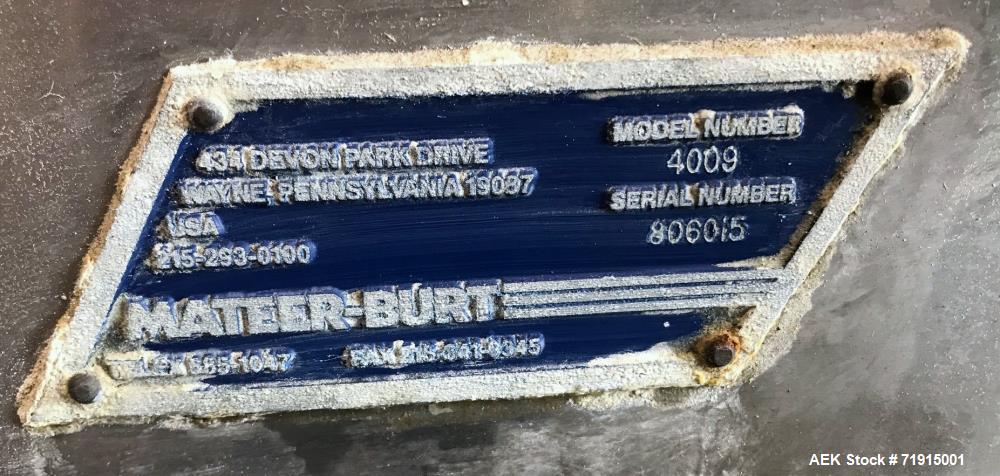 434 DEVON PARK DRIVE
WAYNE, PENNSYLVANIA 19087
USA
215-293-0100
MODEL NUMBER
4009
SERIAL NUMBER
806015
MATEER-BURT
TELEX
FAX
AEK Stock # 71915001